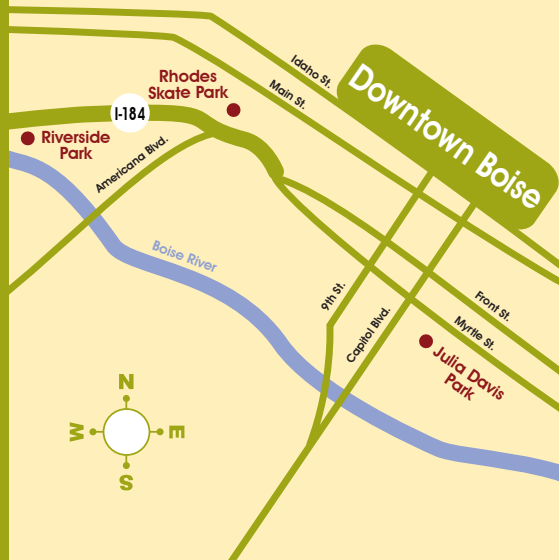 Idaho St.
Main St.
Downtown Boise
Rhodes
Skate Park
I-184
Riverside
Park
Americana Blvd.
Boise River
9th St.
Capitol Blvd.
Front St.
Myrtle St.
Julia Davis
Park
N
W
E
S